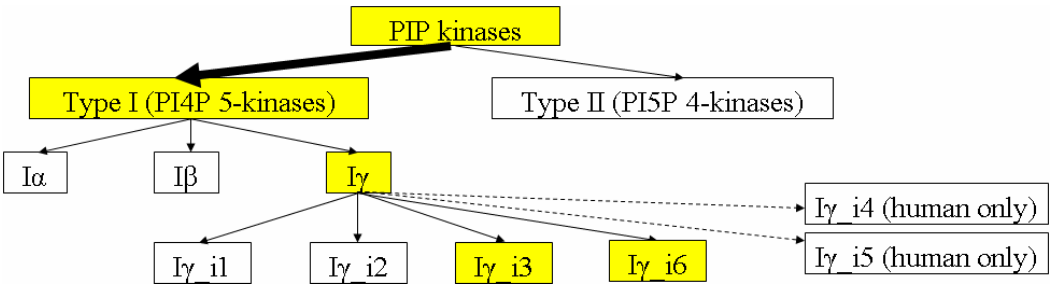 PIP kinases
Type I (PI4P 5-kinases)
Type II (PI5P 4-kinases)
Iα
Iβ
Iγ
Iγ_i4 (human only)
Iγ_i5 (human only)
Iγ_i1
Iγ_i2
Iγ_i3
Iγ_i6